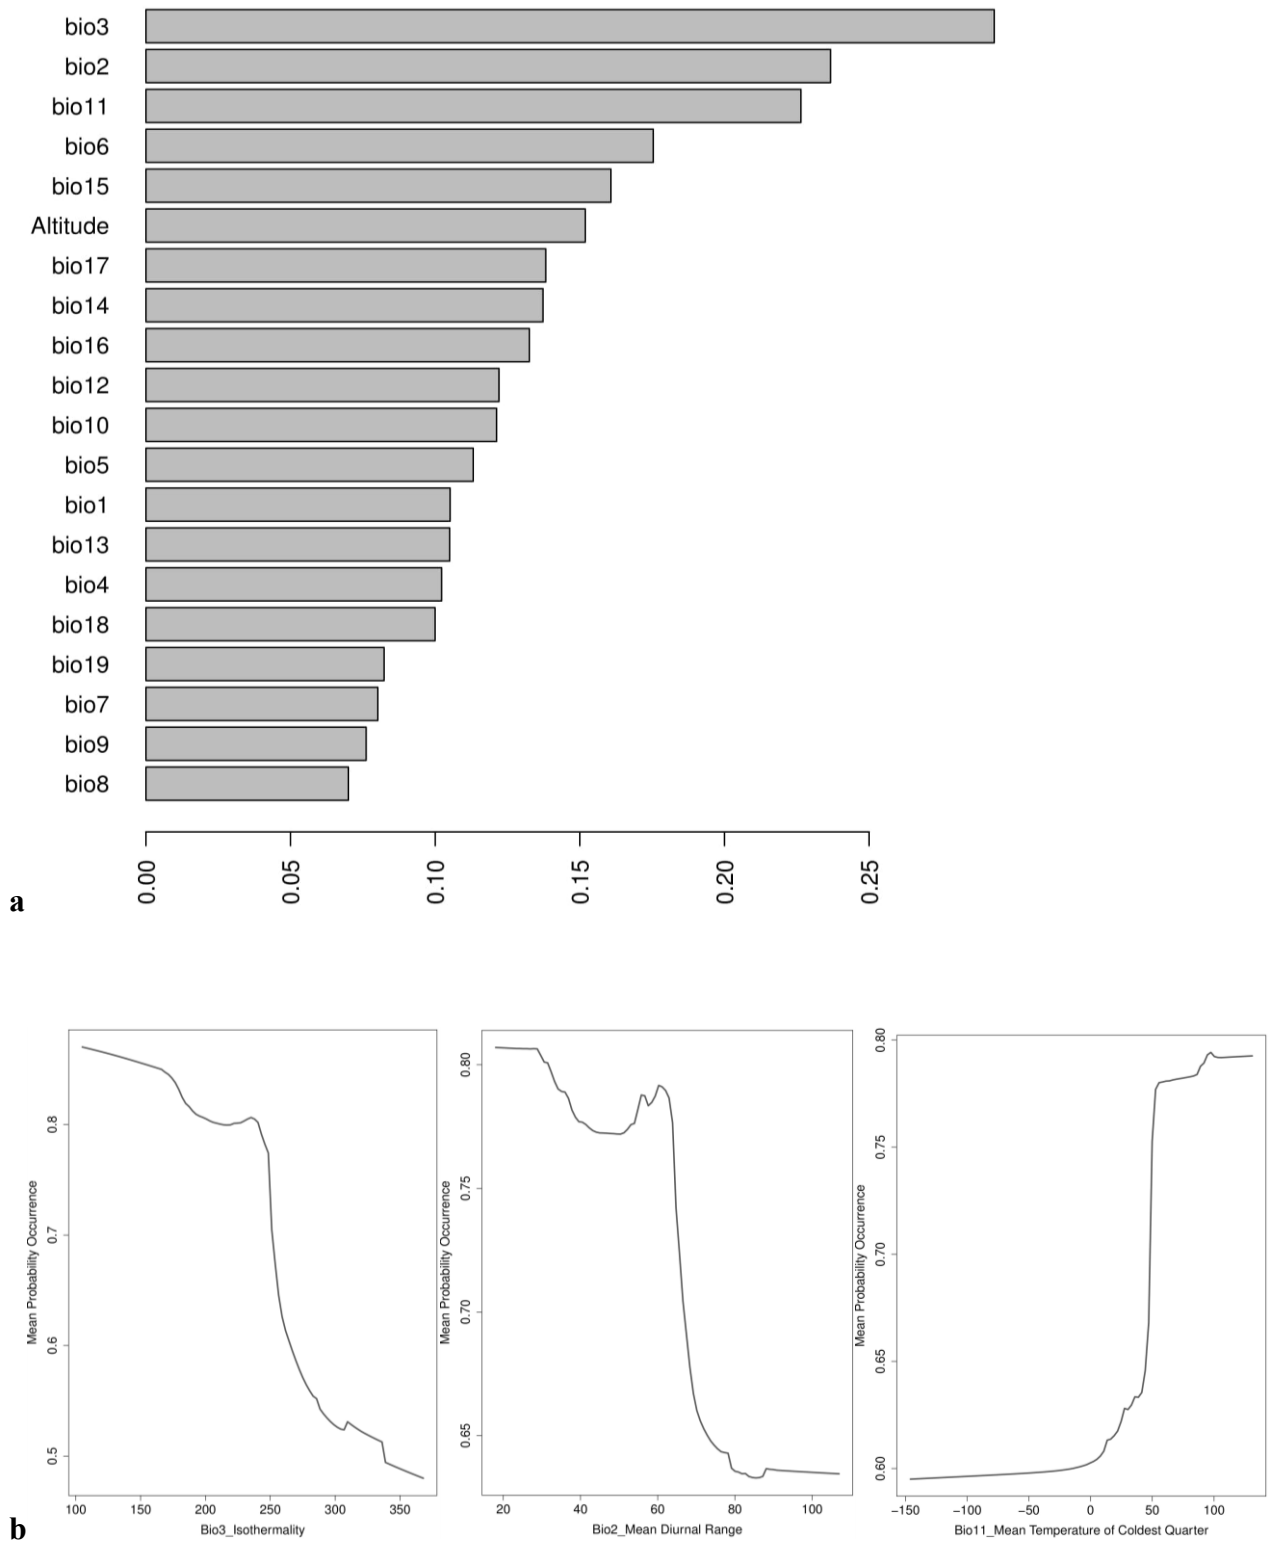 bio3
bio2
bio11
bio6
bio15
Altitude
bio17
bio14
bio16
bio12
bio10
bio5
bio1
bio13
bio4
bio18
bio19
bio7
bio9
bio8
0.00 0.05 0.10 0.15 0.20 0.25
a
Mean Probability Occurrence
0.8
0.7
0.6
0.5
100 150 200 250 300 350
Bio3_Isothermality
Mean Probability Occurrence
0.80
0.75
0.70
0.65
20 40 60 80 100
Bio2_Mean Diurnal Range
Mean Probability Occurrence
0.80
0.75
0.70
0.65
0.60
−150 −100 −50 0 50 100
Bio11_Mean Temperature of Coldest Quarter
b